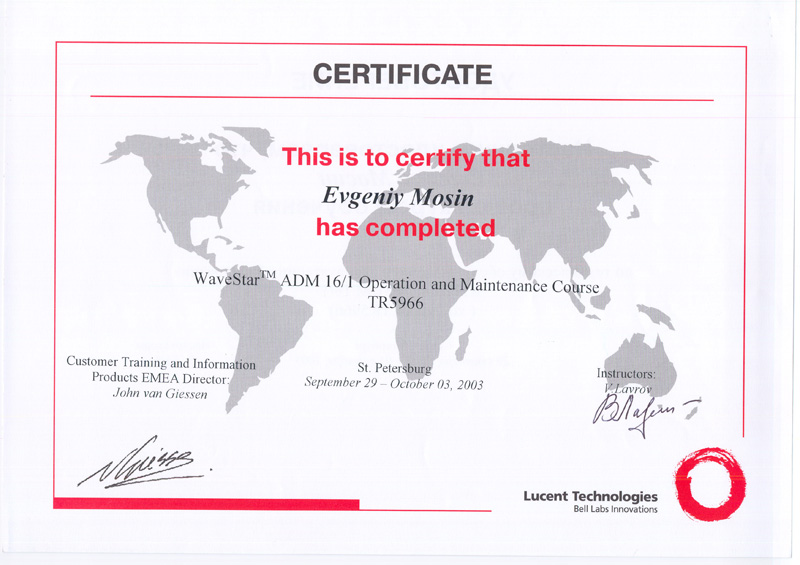 CERTIFICATE
This is to certify that
Evgeniy Mosin
has completed
WaveStar™ ADM 16/1 Operation and Maintenance Course
TR5966
Customer Training and Information
Products EMEA Director:
John van Giessen
St. Petersburg
September 29 – October 03, 2003
Instructors:
V Lavrov
Lucent Technologies
Bell Labs Innovations